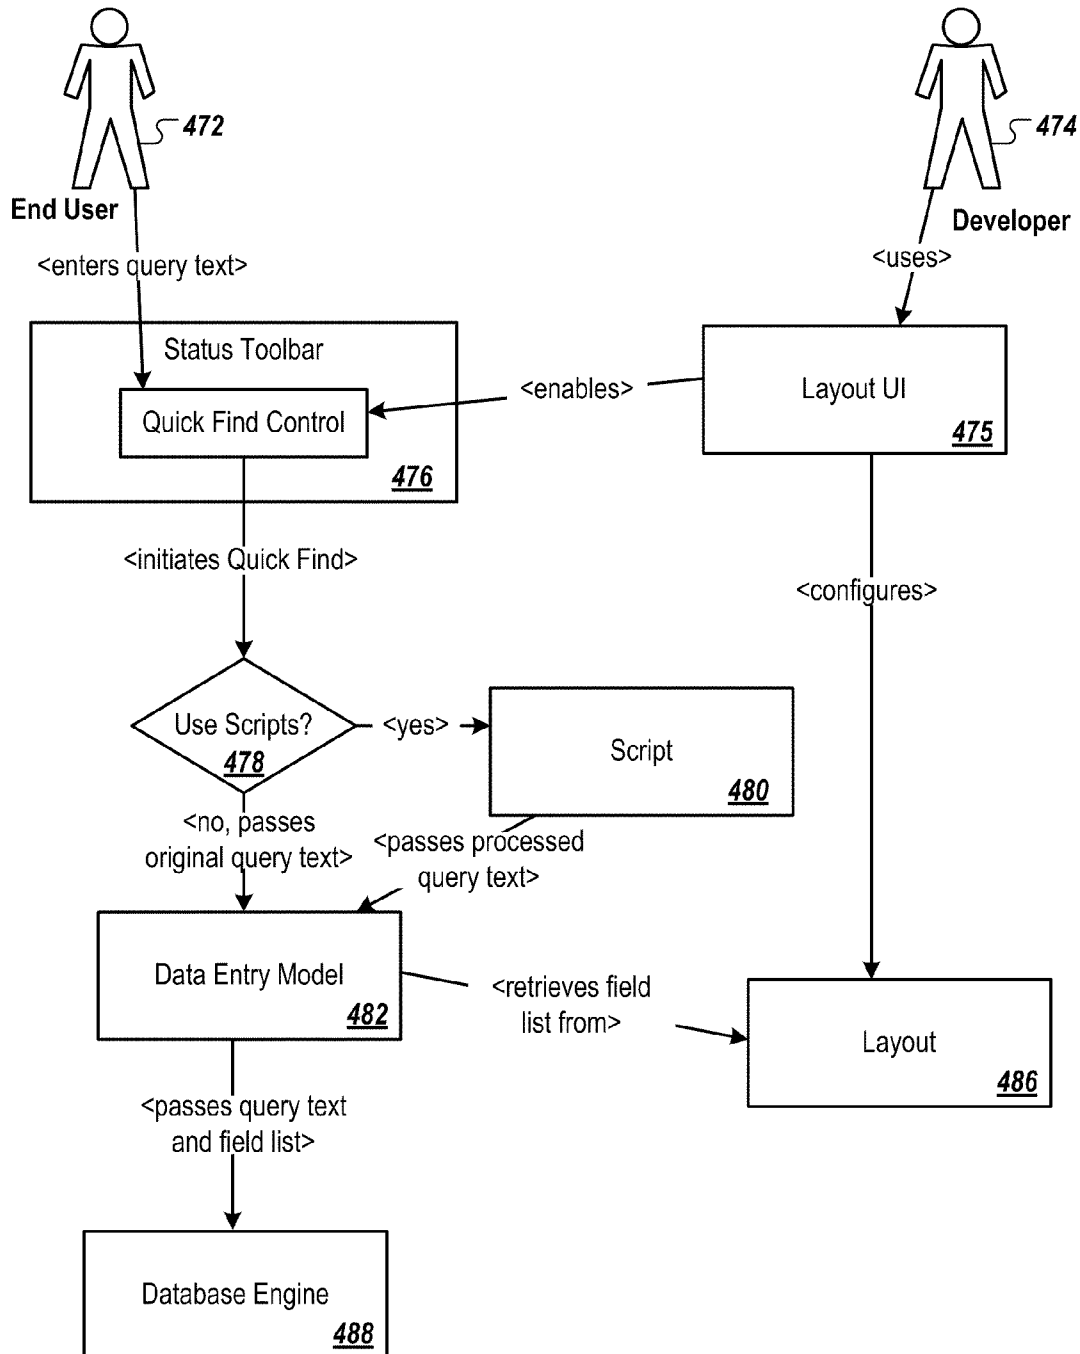 472
474
End User
Developer
<enters query text>
<uses>
Status Toolbar
Quick Find Control
476
<enables>
Layout UI
475
<initiates Quick Find>
<configures>
Use Scripts?
478
<yes>
Script
480
<no, passes
original query text>
<passes processed
query text>
Data Entry Model
482
<retrieves field
list from>
Layout
486
<passes query text
and field list>
Database Engine
488